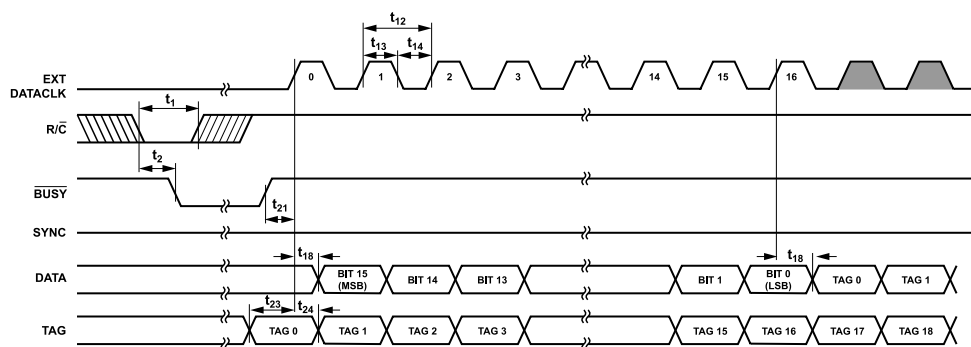 t12
t13 t14
EXT DATACLK 0 1 2 3 14 15 16
t1
R/C̅
t2
B̅U̅S̅Y̅
t21
SYNC
t18 t18
DATA BIT 15 (MSB) BIT 14 BIT 13 BIT 1 BIT 0 (LSB) TAG 0 TAG 1
t23 t24
TAG TAG 0 TAG 1 TAG 2 TAG 3 TAG 15 TAG 16 TAG 17 TAG 18